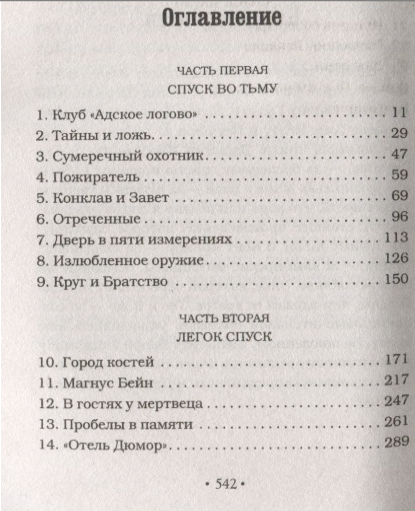 Оглавление
ЧАСТЬ ПЕРВАЯ
СПУСК ВО ТЬМУ
1. Клуб «Адское логово» 11
2. Тайны и ложь. 29
3. Сумеречный охотник 47
4. Пожиратель 59
5. Конклав и Завет 69
6. Отреченные 96
7. Дверь в пяти измерениях 113
8. Излюбленное оружие 126
9. Круг и Братство 150
ЧАСТЬ ВТОРАЯ
ЛЕГОК СПУСК
10. Город костей 171
11. Магнус Бейн 217
12. В гостях у мертвеца 247
13. Пробелы в памяти 261
14. «Отель Дюмор» 289
• 542 •